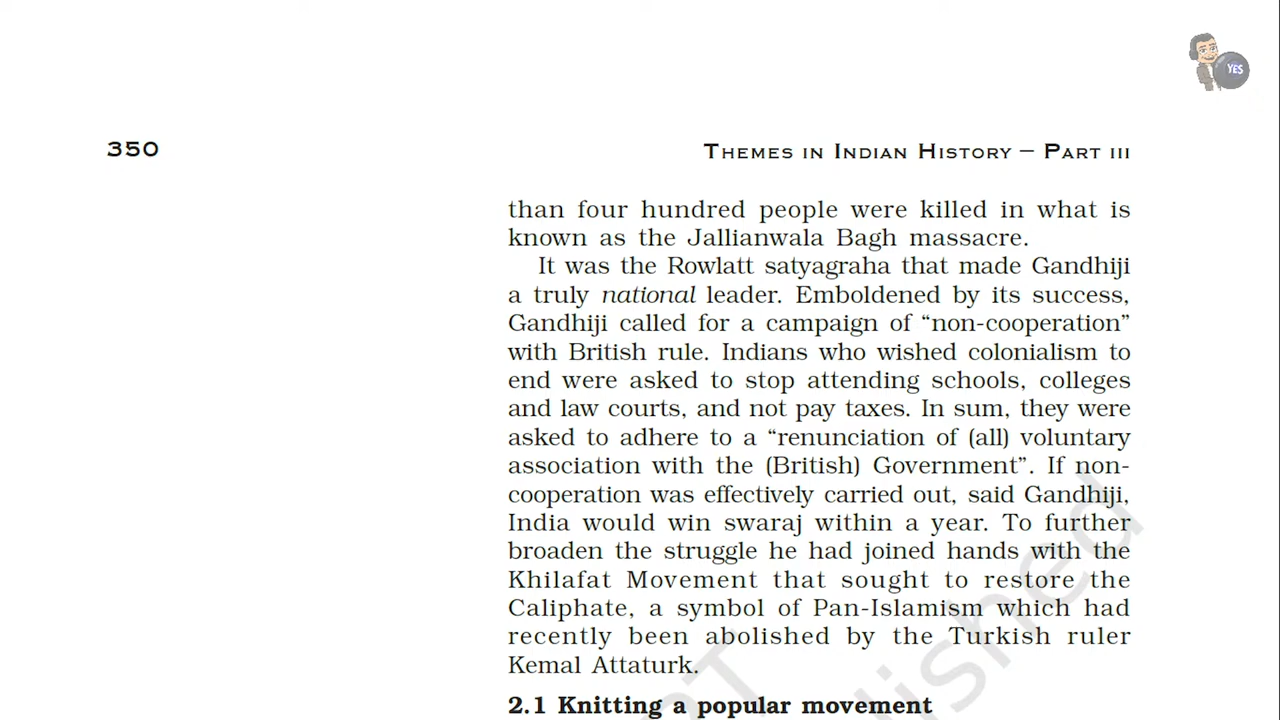 YES
350
THEMES IN INDIAN HISTORY – PART III
than four hundred people were killed in what is
known as the Jallianwala Bagh massacre.
It was the Rowlatt satyagraha that made Gandhiji
a truly national leader. Emboldened by its success,
Gandhiji called for a campaign of “non-cooperation”
with British rule. Indians who wished colonialism to
end were asked to stop attending schools, colleges
and law courts, and not pay taxes. In sum, they were
asked to adhere to a “renunciation of (all) voluntary
association with the (British) Government”. If non-
cooperation was effectively carried out, said Gandhiji,
India would win swaraj within a year. To further
broaden the struggle he had joined hands with the
Khilafat Movement that sought to restore the
Caliphate, a symbol of Pan-Islamism which had
recently been abolished by the Turkish ruler
Kemal Attaturk.
2.1 Knitting a popular movement